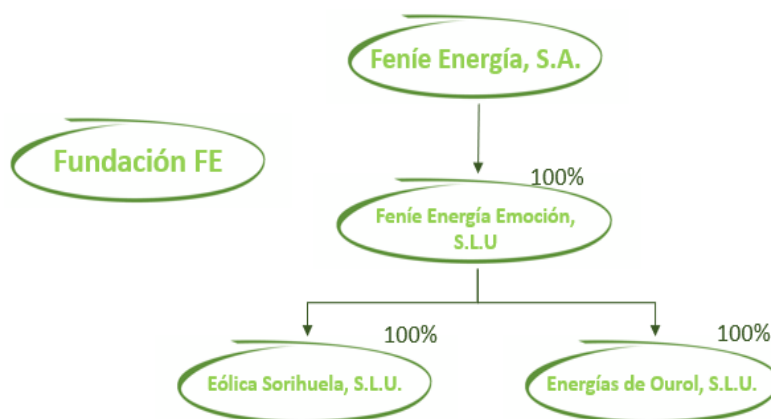 Feníe Energía, S.A.
Fundación FE
100%
Feníe Energía Emoción,
S.L.U
100%
100%
Eólica Sorihuela, S.L.U.
Energías de Ourol, S.L.U.